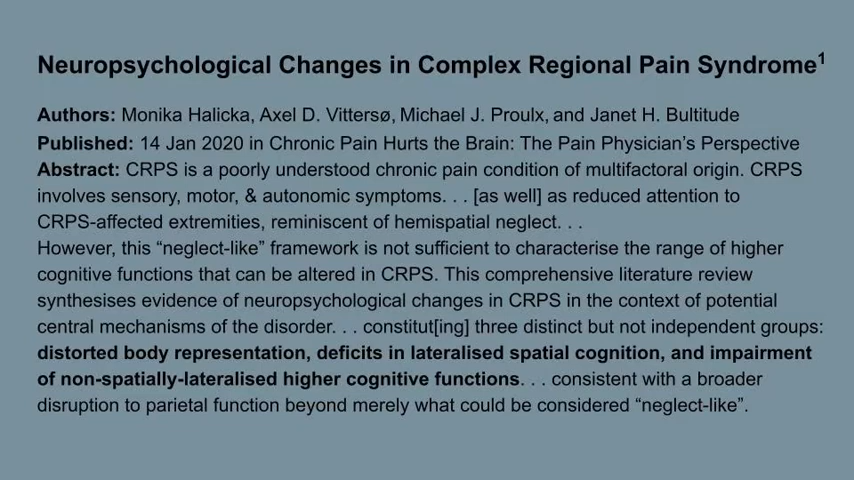 Neuropsychological Changes in Complex Regional Pain Syndrome¹
Authors: Monika Halicka, Axel D. Vittersø, Michael J. Proulx, and Janet H. Bultitude
Published: 14 Jan 2020 in Chronic Pain Hurts the Brain: The Pain Physician’s Perspective
Abstract: CRPS is a poorly understood chronic pain condition of multifactoral origin. CRPS
involves sensory, motor, & autonomic symptoms. . . [as well] as reduced attention to
CRPS-affected extremities, reminiscent of hemispatial neglect. . .
However, this “neglect-like” framework is not sufficient to characterise the range of higher
cognitive functions that can be altered in CRPS. This comprehensive literature review
synthesises evidence of neuropsychological changes in CRPS in the context of potential
central mechanisms of the disorder. . . constitut[ing] three distinct but not independent groups:
distorted body representation, deficits in lateralised spatial cognition, and impairment
of non-spatially-lateralised higher cognitive functions. . . consistent with a broader
disruption to parietal function beyond merely what could be considered “neglect-like”.